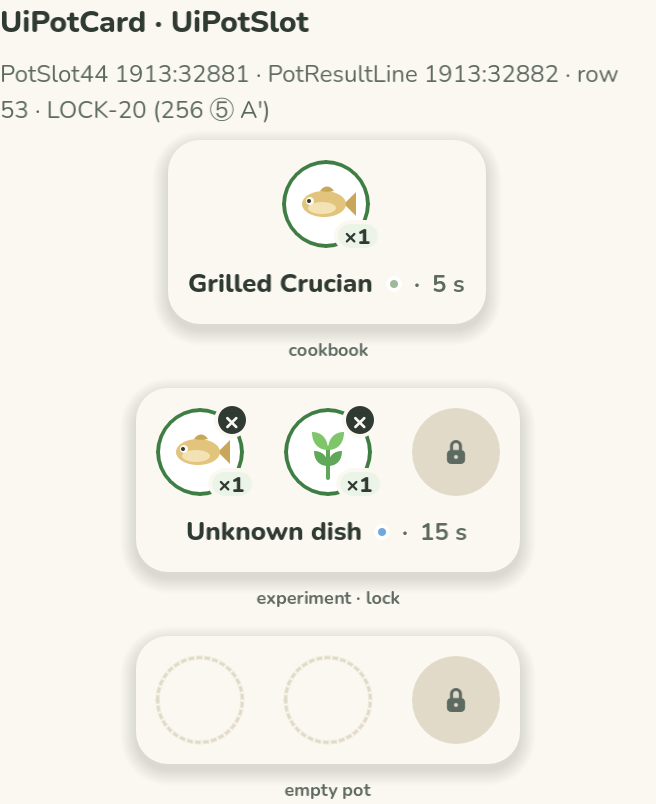 UiPotCard · UiPotSlot
PotSlot44 1913:32881 · PotResultLine 1913:32882 · row
53 · LOCK-20 (256 ⑤ A')
×1
Grilled Crucian · 5 s
cookbook
×1 ×1
Unknown dish · 15 s
experiment · lock
empty pot